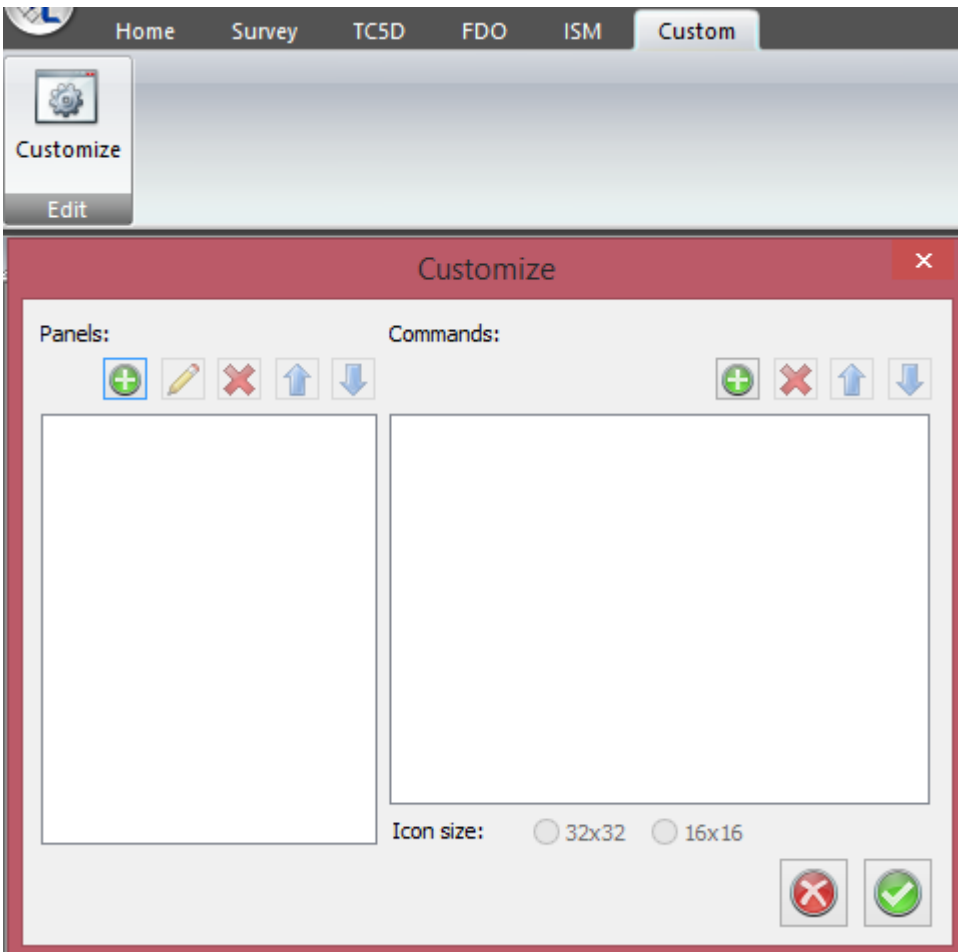 Home Survey TC5D FDO ISM Custom
Customize
Edit
Customize
Panels: Commands:
Icon size: 32x32 16x16